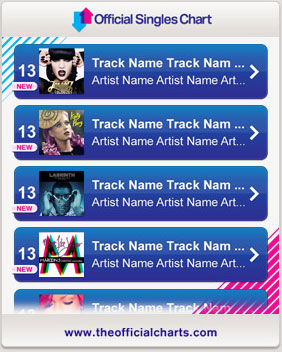 Official Singles Chart
13
NEW
Track Name Track Nam ...
Artist Name Artist Name Art...
13
NEW
Katy
Track Name Track Nam ...
Artist Name Artist Name Art...
13
NEW
LABRINTH
Track Name Track Nam ...
Artist Name Artist Name Art...
13
NEW
MAROON 5
Track Name Track Nam ...
Artist Name Artist Name Art...
www.theofficialcharts.com